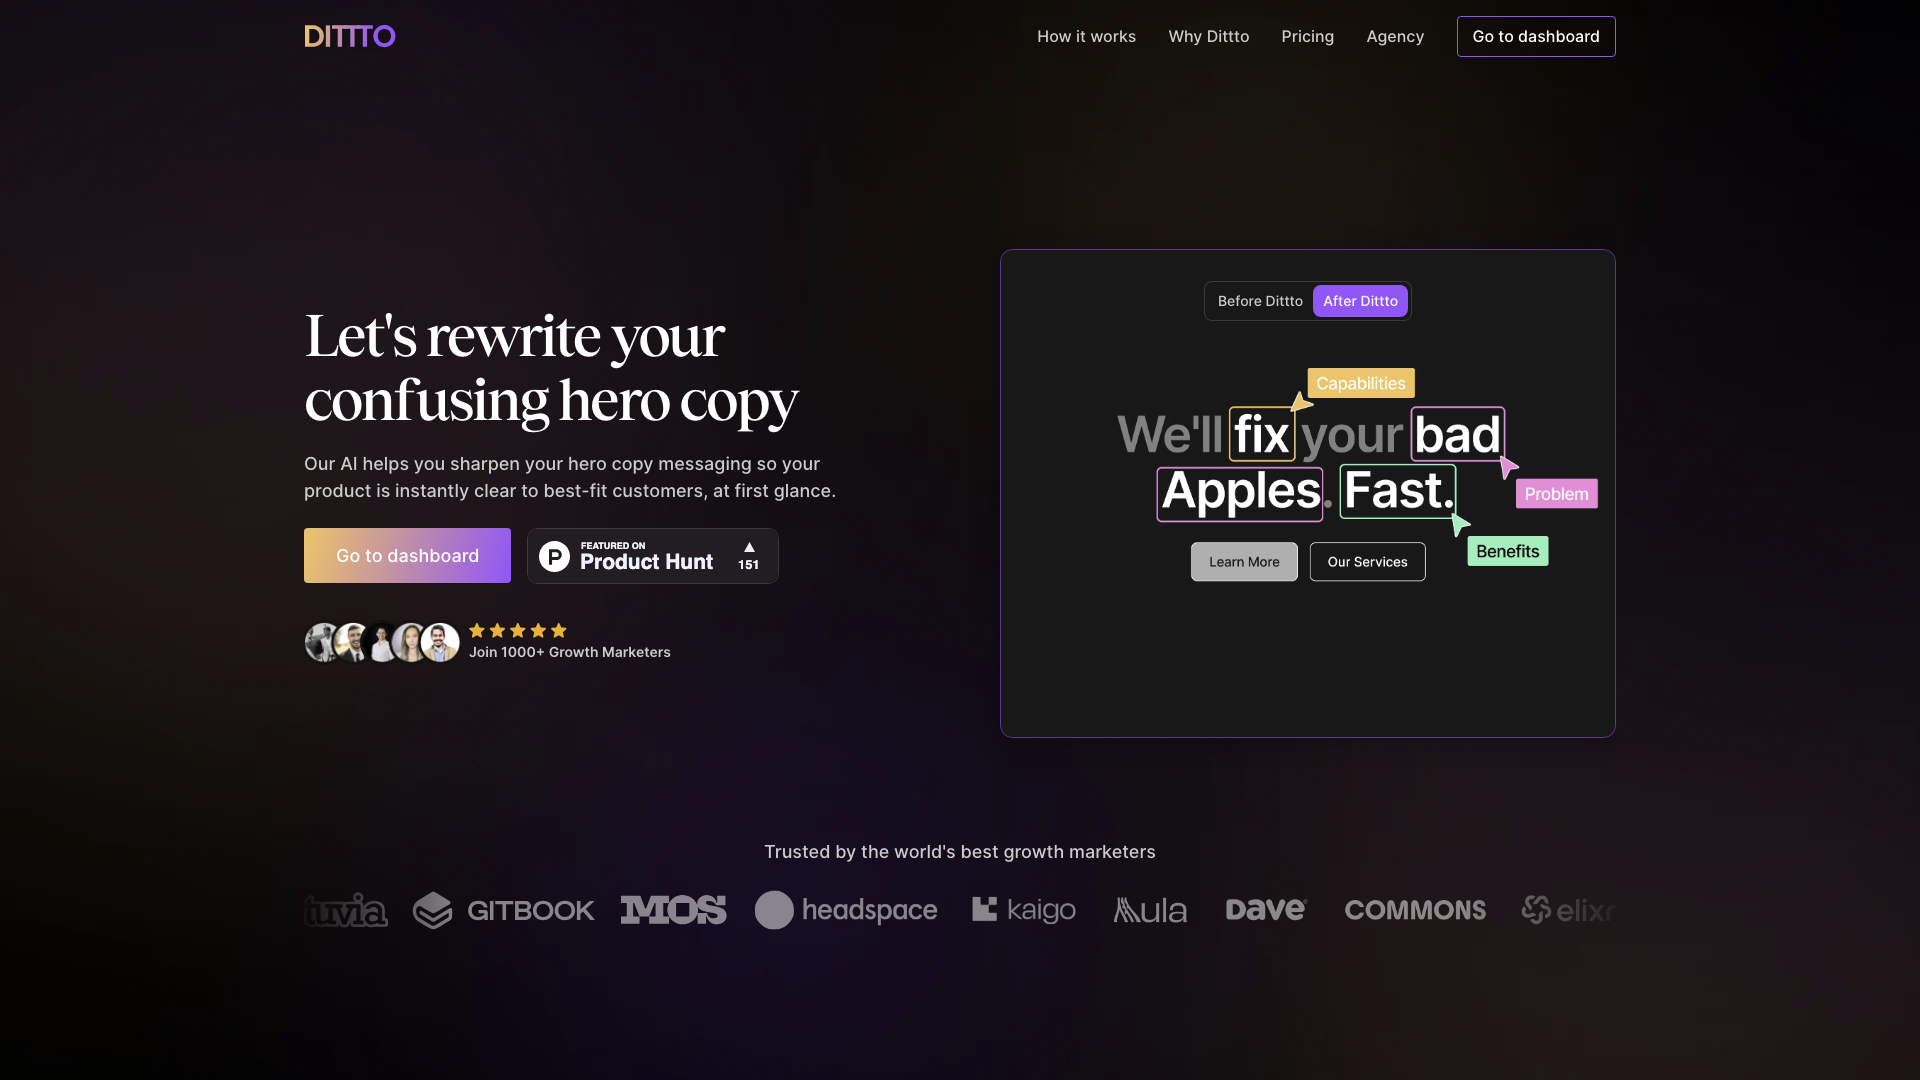 DITTTO
How it works
Why Dittto
Pricing
Agency
Go to dashboard
Let's rewrite your
confusing hero copy
Our AI helps you sharpen your hero copy messaging so your
product is instantly clear to best-fit customers, at first glance.
Go to dashboard
P
FEATURED ON
Product Hunt
151
Join 1000+ Growth Marketers
Before Dittto
After Dittto
Capabilities
We'll fix your bad
Apples. Fast.
Problem
Benefits
Learn More
Our Services
Trusted by the world's best growth marketers
GITBOOK
MOS
headspace
kaigo
Aula
DAVE
COMMONS